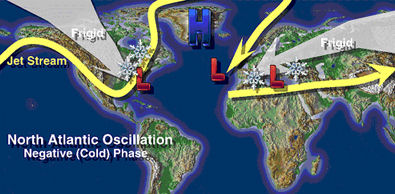 Frigid
H
Frigid
Jet Stream
L
L
L
North Atlantic Oscillation
Negative (Cold) Phase